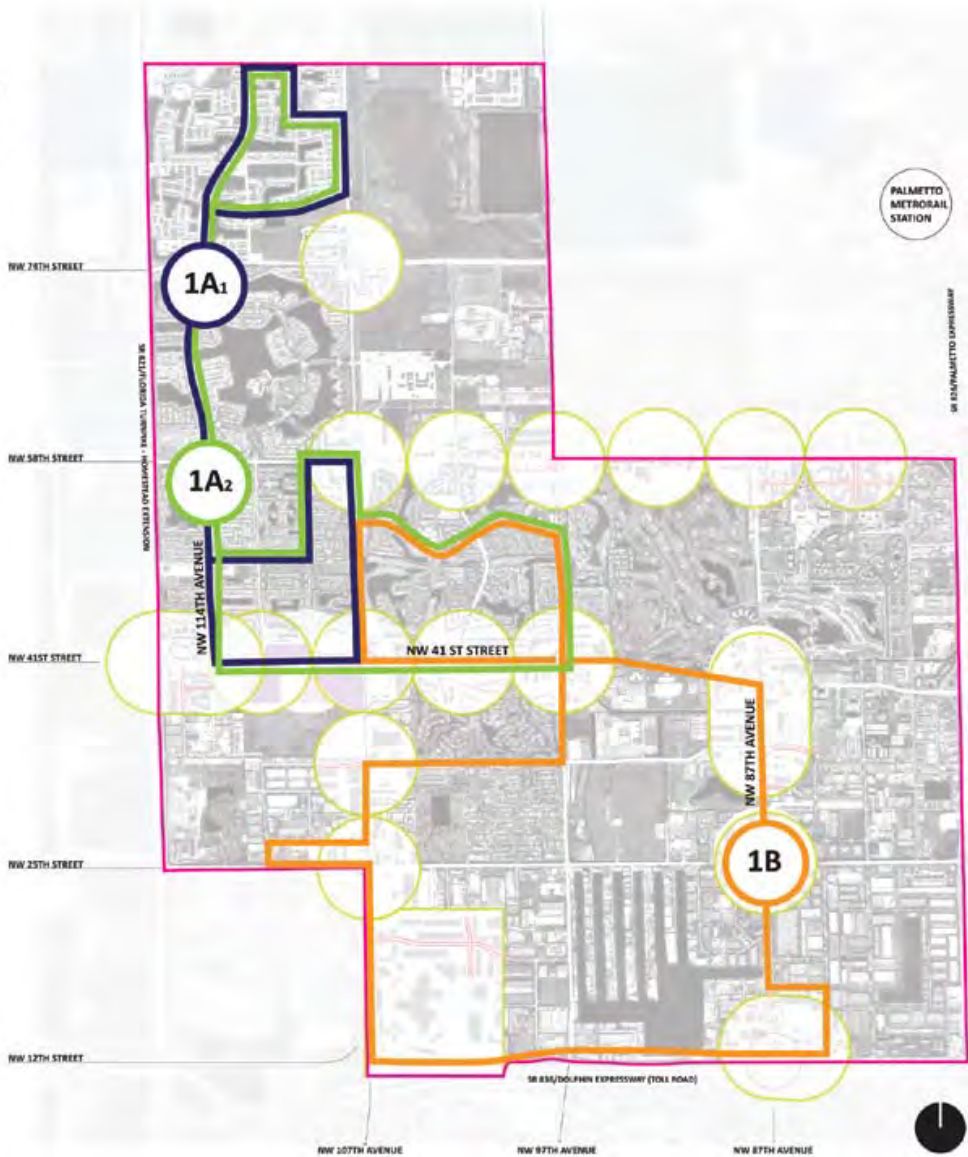 PALMETTO
METRORAIL
STATION
NW 74TH STREET
1A1
SR 826/PALMETTO EXPRESSWAY
SR 821/FLORIDA TURNPIKE - HOMESTEAD EXTENSION
NW 58TH STREET
1A2
NW 114TH AVENUE
NW 41ST STREET
NW 41 ST STREET
NW 87TH AVENUE
NW 25TH STREET
1B
NW 12TH STREET
SR 836/DOLPHIN EXPRESSWAY (TOLL ROAD)
NW 107TH AVENUE
NW 97TH AVENUE
NW 87TH AVENUE